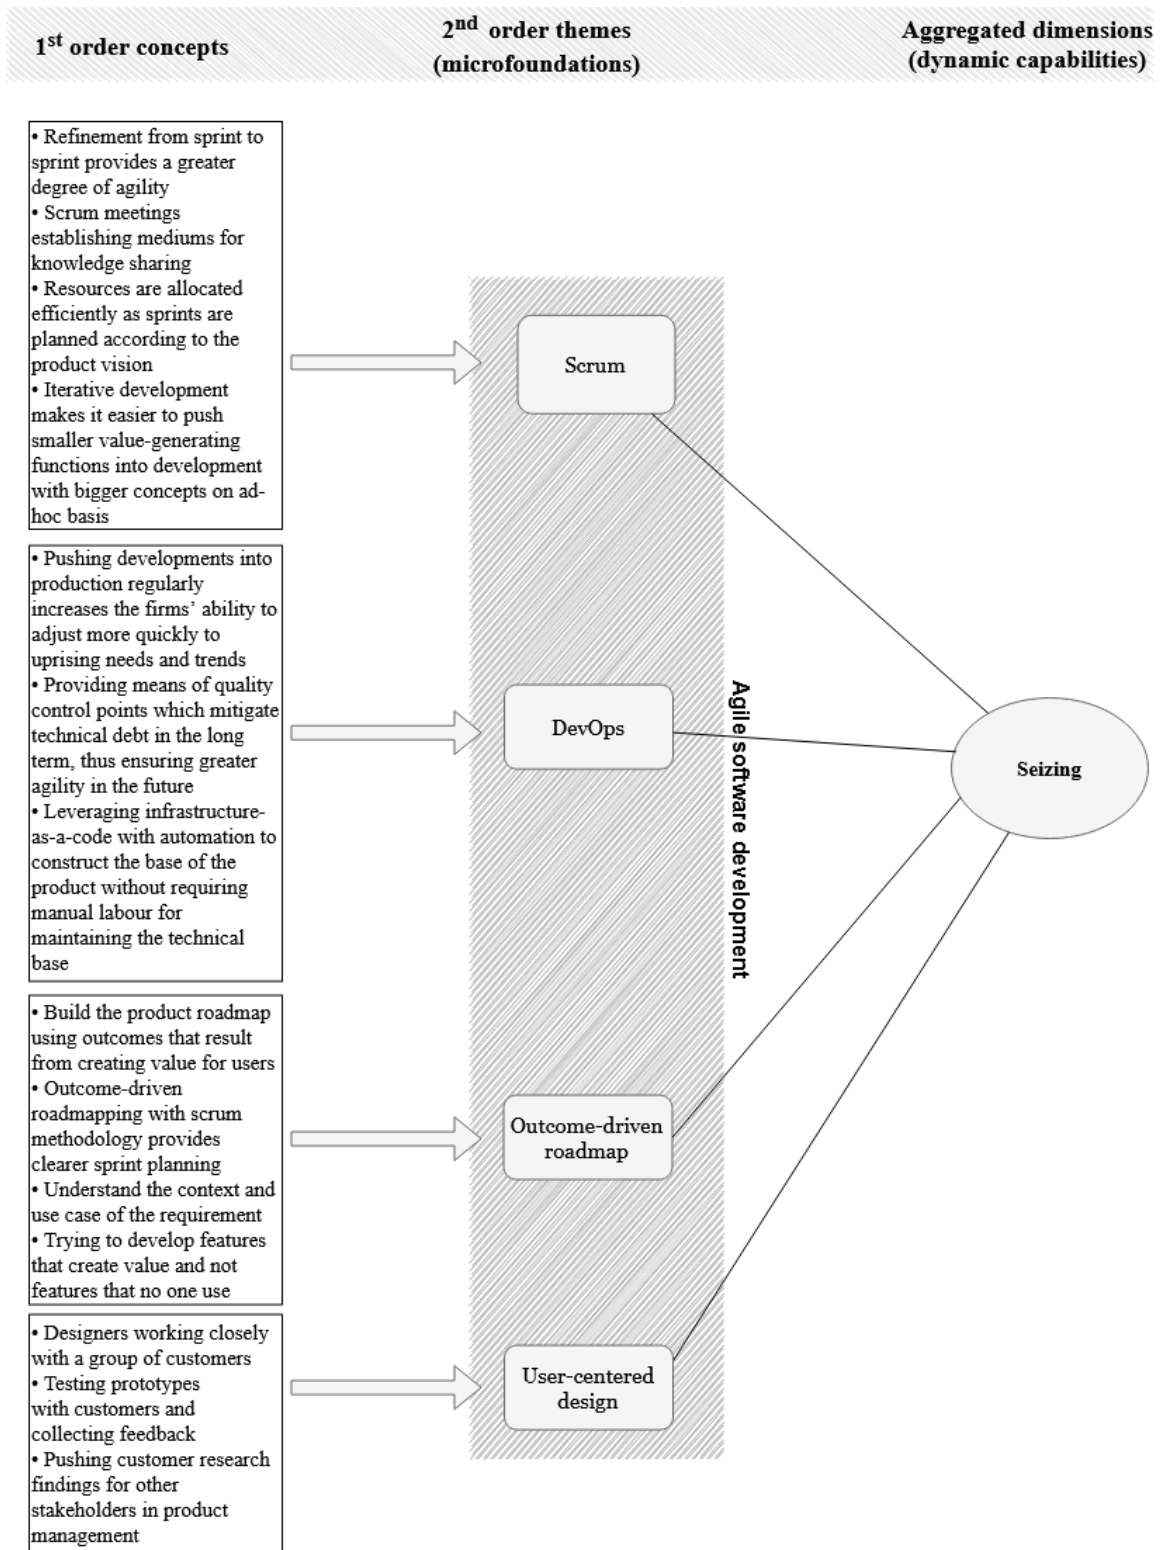 1st order concepts
2nd order themes
(microfoundations)
Aggregated dimensions
(dynamic capabilities)
• Refinement from sprint to
sprint provides a greater
degree of agility
• Scrum meetings
establishing mediums for
knowledge sharing
• Resources are allocated
efficiently as sprints are
planned according to the
product vision
• Iterative development
makes it easier to push
smaller value-generating
functions into development
with bigger concepts on ad-
hoc basis
Scrum
• Pushing developments into
production regularly
increases the firms’ ability to
adjust more quickly to
uprising needs and trends
• Providing means of quality
control points which mitigate
technical debt in the long
term, thus ensuring greater
agility in the future
• Leveraging infrastructure-
as-a-code with automation to
construct the base of the
product without requiring
manual labour for
maintaining the technical
base
DevOps
Agile software development
Seizing
• Build the product roadmap
using outcomes that result
from creating value for users
• Outcome-driven
roadmapping with scrum
methodology provides
clearer sprint planning
• Understand the context and
use case of the requirement
• Trying to develop features
that create value and not
features that no one use
Outcome-driven
roadmap
• Designers working closely
with a group of customers
• Testing prototypes
with customers and
collecting feedback
• Pushing customer research
findings for other
stakeholders in product
management
User-centered
design